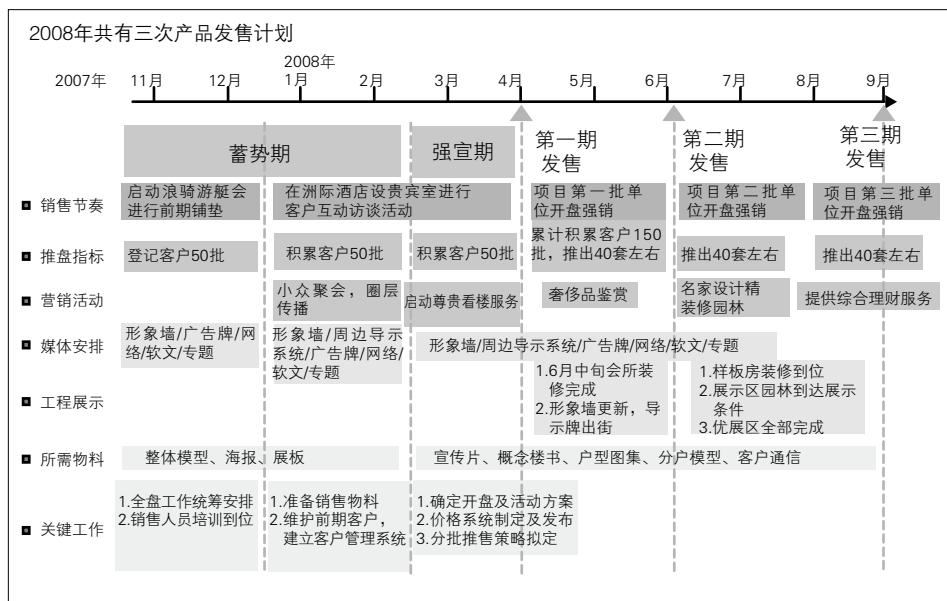 2008年共有三次产品发售计划
2008年
2007年
11月
12月
1月
2月
3月
4月
5月
6月
7月
8月
9月
蓄势期
强宣期
第一期
发售
第二期
发售
第三期
发售
销售节奏
启动浪骑游艇会
进行前期铺垫
在洲际酒店设贵宾室进行
客户互动访谈活动
项目第一批单
位开盘强销
项目第二批单
位开盘强销
项目第三批单
位开盘强销
推盘指标
登记客户50批
积累客户50批
积累客户50批
累计积累客户150
批，推出40套左右
推出40套左右
推出40套左右
营销活动
小众聚会，圈层
传播
启动尊贵看楼服务
奢侈品鉴赏
名家设计精
装修园林
提供综合理财服务
媒体安排
形象墙/广告牌/网
络/软文/专题
形象墙/周边导示
系统/广告牌/网络/
软文/专题
形象墙/周边导示系统/广告牌/网络/软文/专题
工程展示
1.6月中旬会所装
修完成
2.形象墙更新，导
示牌出街
1.样板房装修到位
2.展示区园林到达展示
条件
3.优展区全部完成
所需物料
整体模型、海报、展板
宣传片、概念楼书、户型图集、分户模型、客户通信
关键工作
1.全盘工作统筹安排
2.销售人员培训到位
1.准备销售物料
2.维护前期客户，
建立客户管理系统
1.确定开盘及活动方案
2.价格系统制定及发布
3.分批推售策略拟定